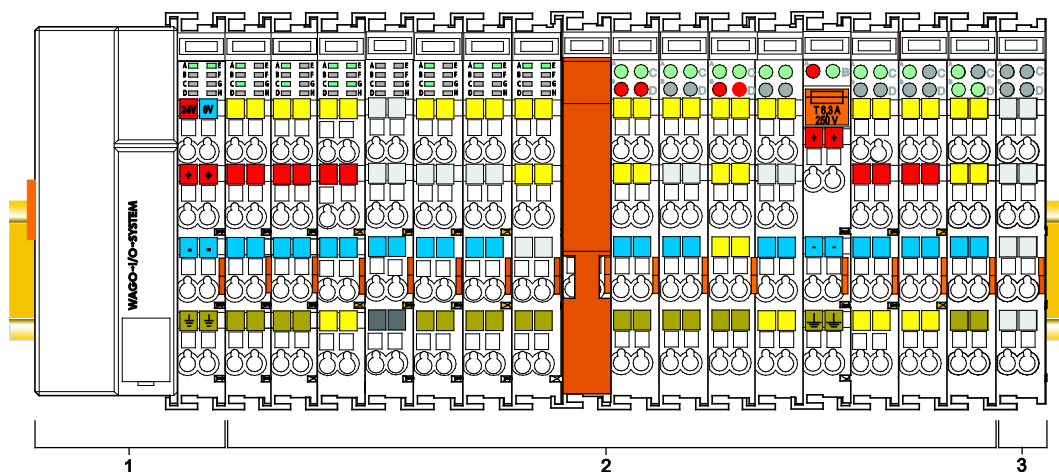 A E A E A E A E A E A E A E A E
B F B F B F B F B F B F B F B F
C G C G C G C G C G C G C G C G
D H D H D H D H D H D H D H D H
C C C C B C C C C
D D D D D D D D
24V 0V
T 6,3 A
250 V
+ +
+ +
- -
- -
WAGO-I/O-SYSTEM
1
2
3